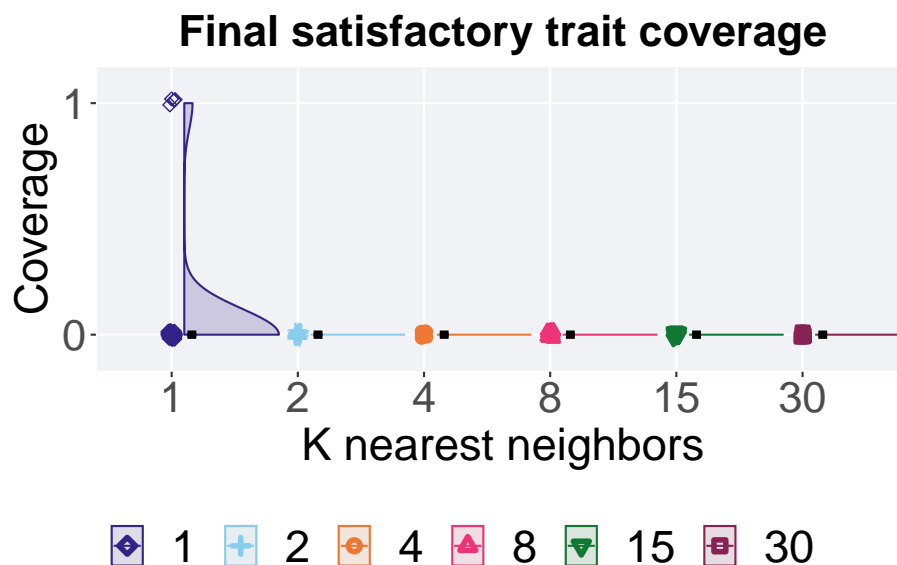 Final satisfactory trait coverage
Coverage
1
0
1 2 4 8 15 30
K nearest neighbors
1 2 4 8 15 30